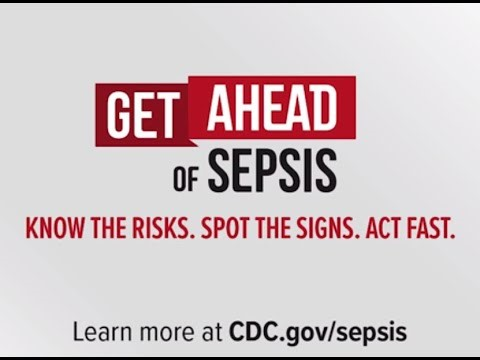 GET AHEAD
OF SEPSIS
KNOW THE RISKS. SPOT THE SIGNS. ACT FAST.
Learn more at CDC.gov/sepsis